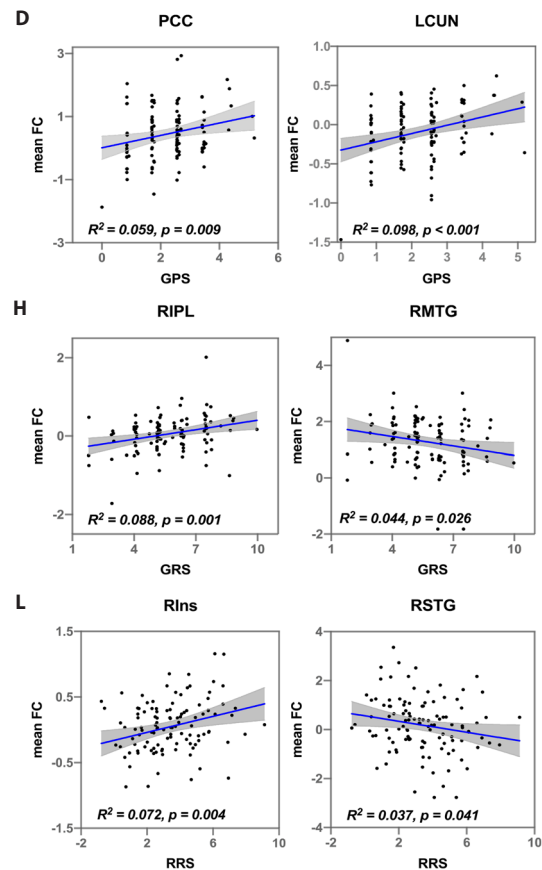 D
PCC
LCUN
3
1
-1
-3
mean FC
R² = 0.059, p = 0.009
0
2
4
6
GPS
1.0
0.5
0.0
-0.5
-1.0
-1.5
mean FC
R² = 0.098, p < 0.001
0
1
2
3
4
5
GPS
H
RIPL
RMTG
2
0
-2
mean FC
R² = 0.088, p = 0.001
1
4
7
10
GRS
4
2
0
-2
mean FC
R² = 0.044, p = 0.026
1
4
7
10
GRS
L
RIns
RSTG
1.5
0.5
-0.5
-1.5
mean FC
R² = 0.072, p = 0.004
-2
2
6
10
RRS
4
2
0
-2
-4
mean FC
R² = 0.037, p = 0.041
-2
2
6
10
RRS